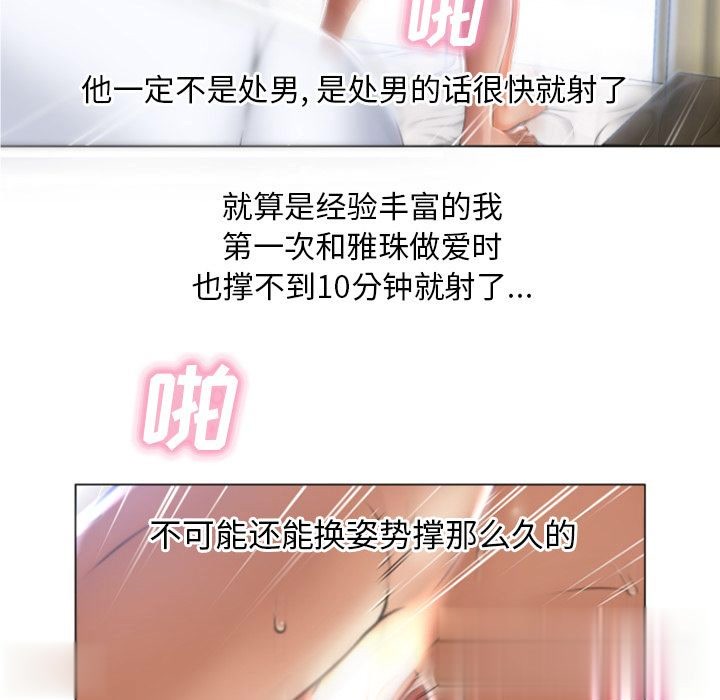 啪
他一定不是处男, 是处男的话很快就射了
就算是经验丰富的我
第一次和雅珠做爱时
也撑不到10分钟就射了...
啪
不可能还能换姿势撑那么久的